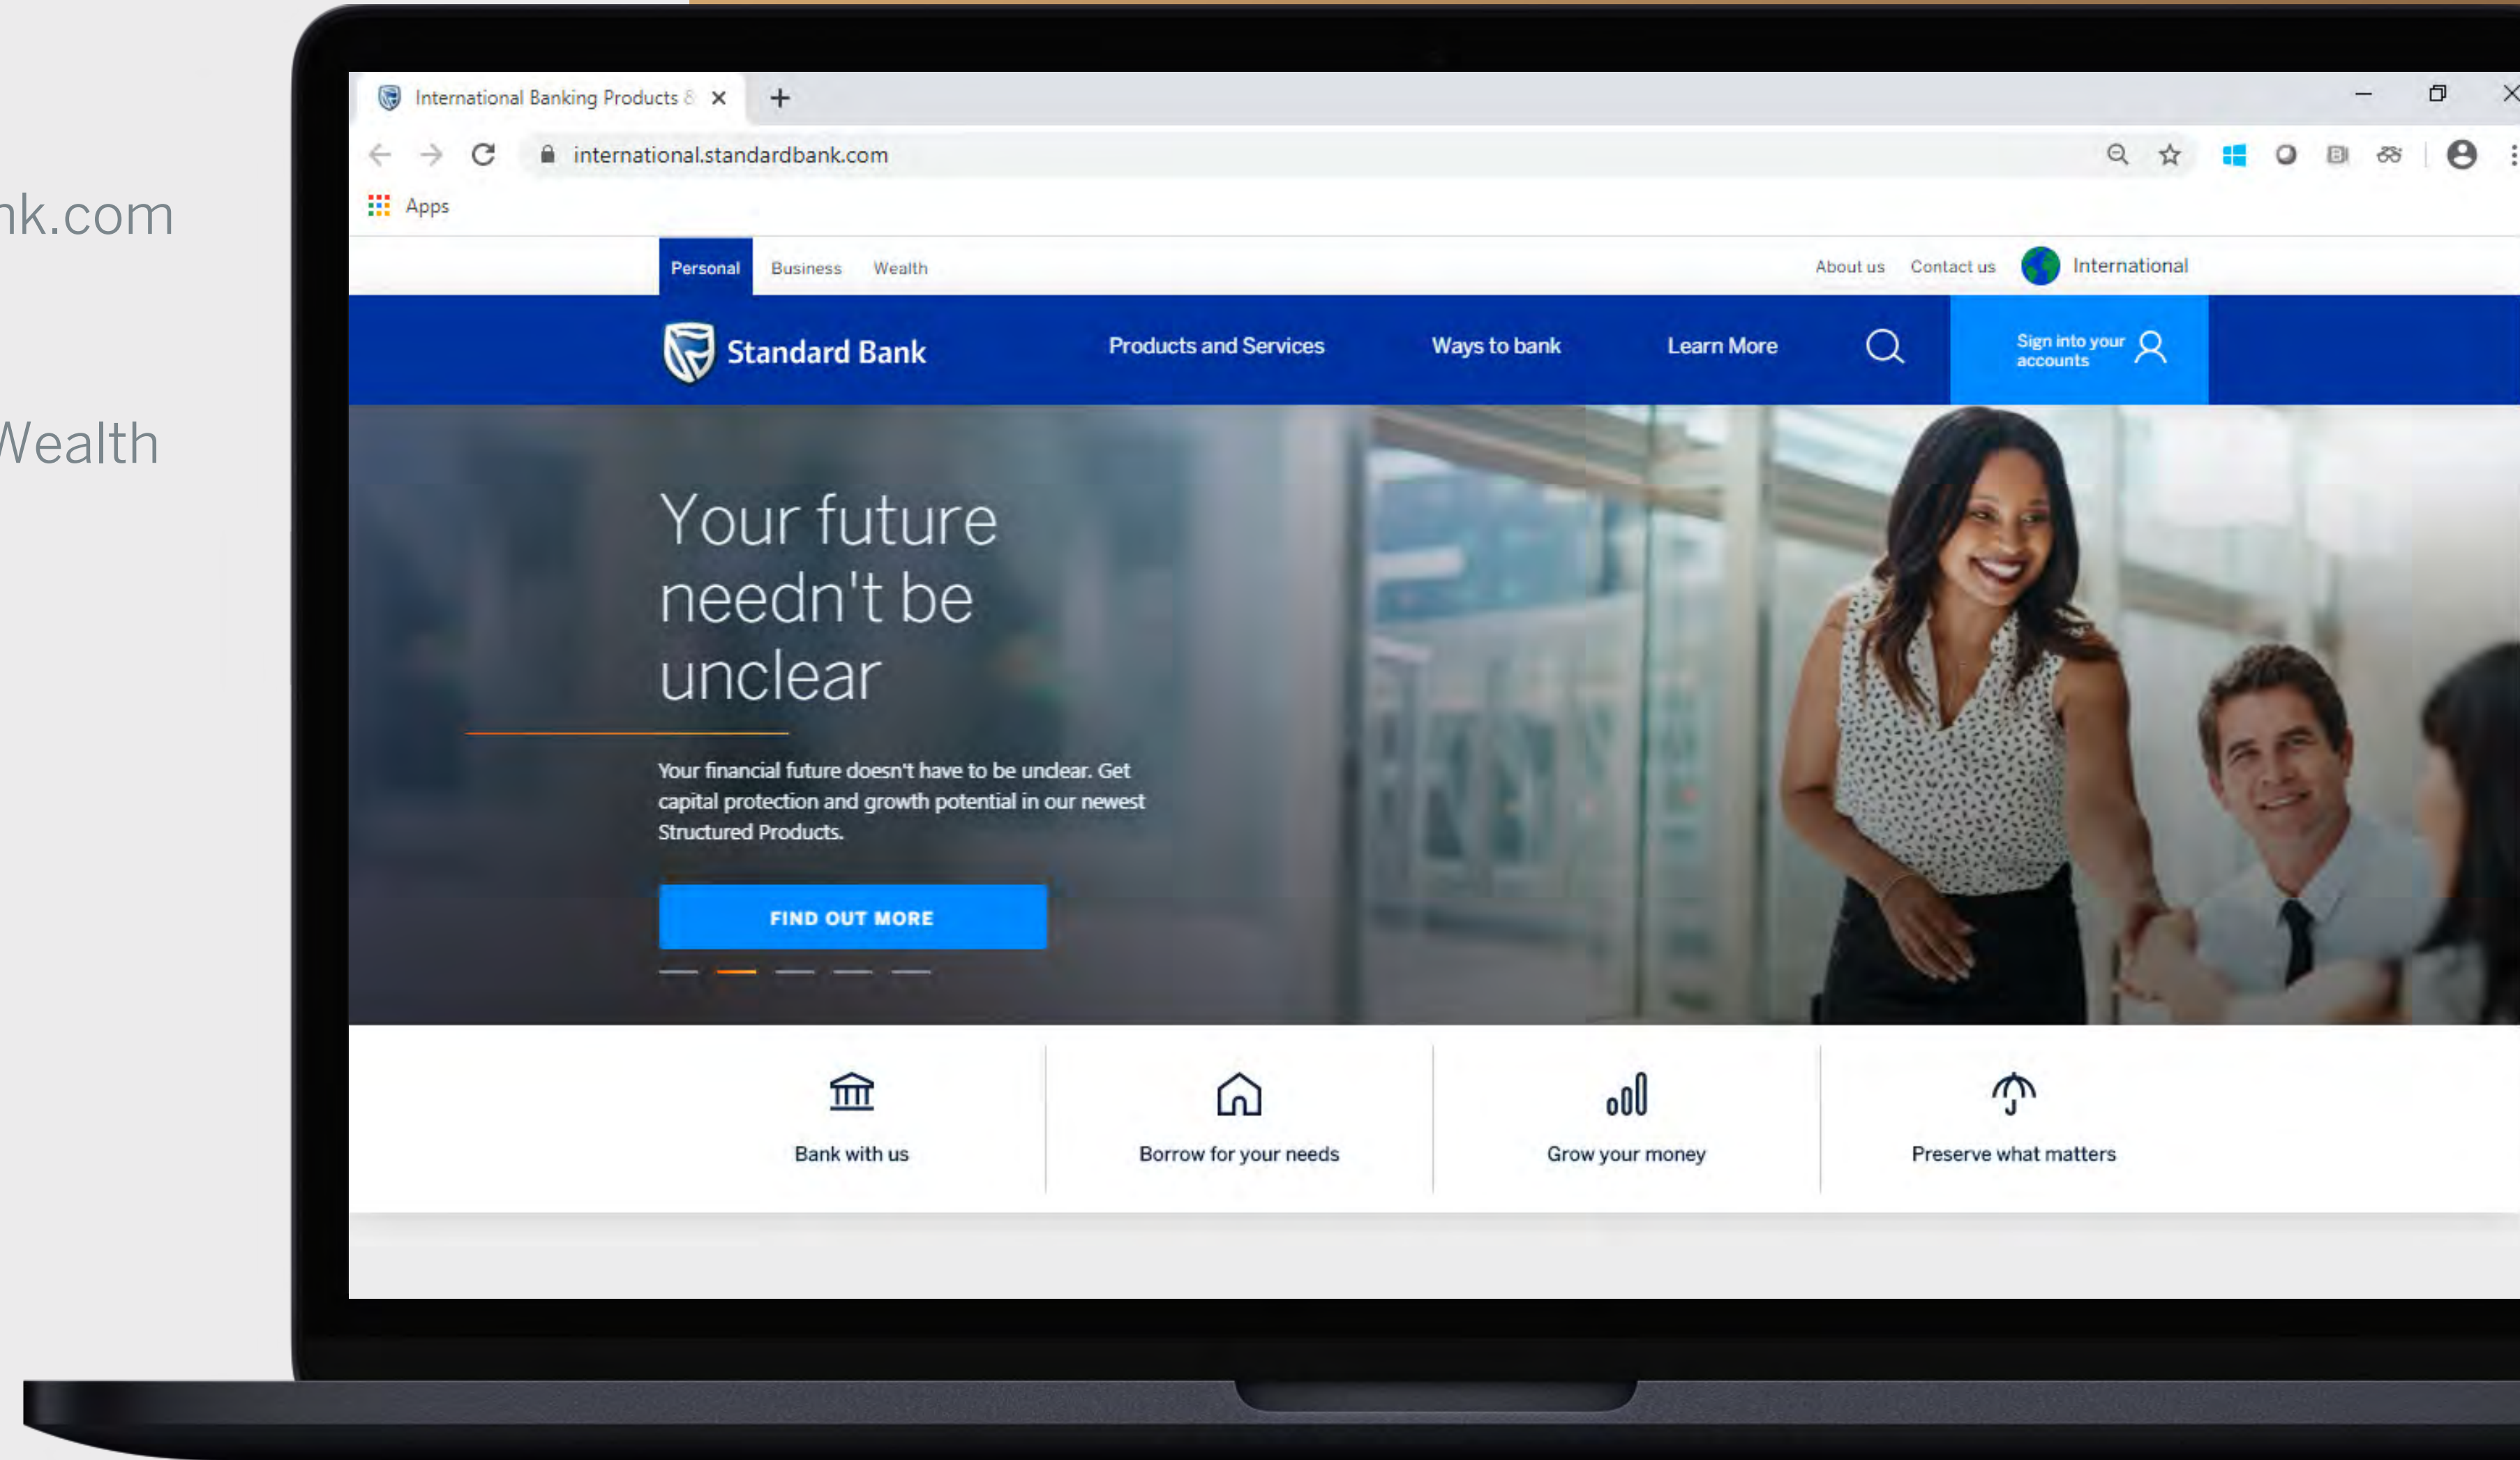 nk.com
Wealth
International Banking Products &
international.standardbank.com
Apps
Personal Business Wealth
About us Contact us International
Standard Bank
Products and Services Ways to bank Learn More
Sign into your
accounts
Your future
needn't be
unclear
Your financial future doesn't have to be unclear. Get
capital protection and growth potential in our newest
Structured Products.
FIND OUT MORE
Bank with us
Borrow for your needs
Grow your money
Preserve what matters